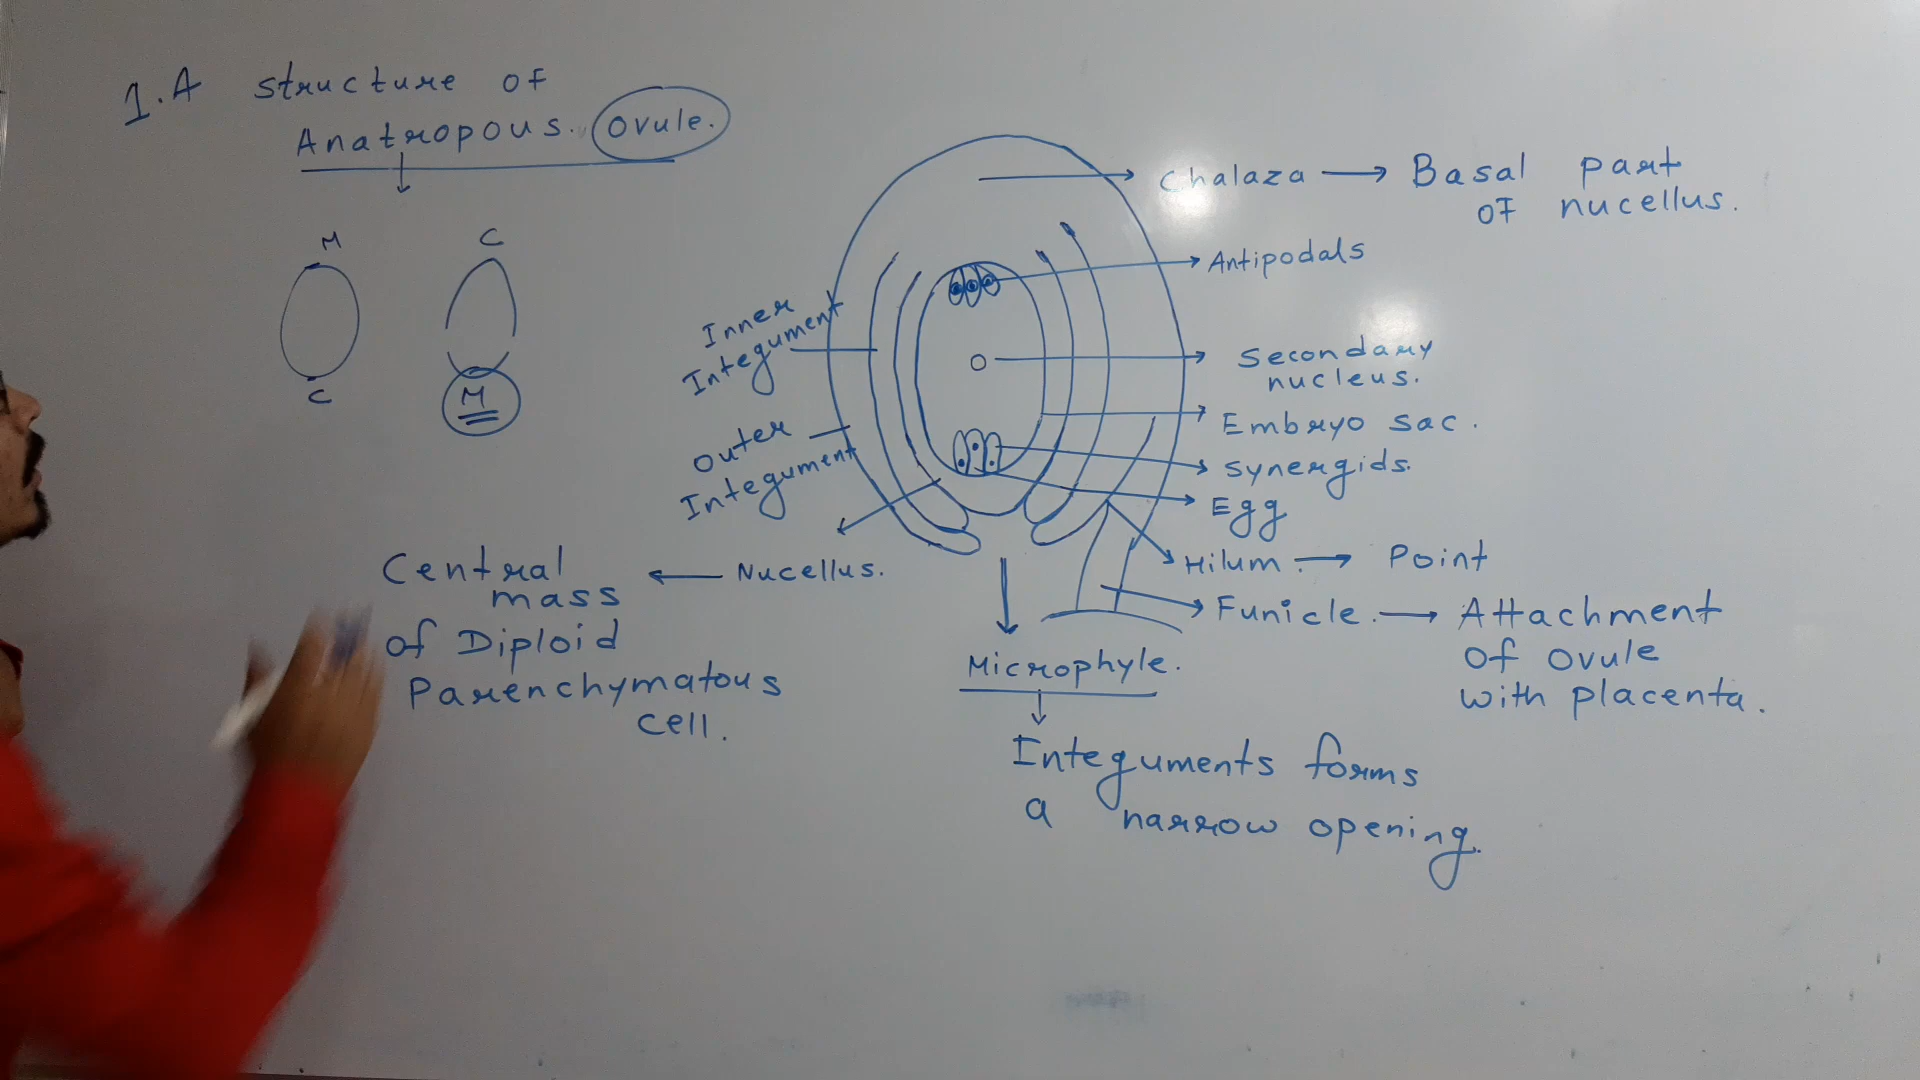 1.A structure of
Anatropous. Ovule.
M
C
C
M
Chalaza → Basal part
of nucellus.
Antipodals
Inner
Integument
Secondary
nucleus.
Embryo sac.
Outer
Integument
Synergids.
Egg
Hilum. → Point
Nucellus.
Central
mass
of Diploid
Parenchymatous
cell.
Funicle. → Attachment
of ovule
with placenta.
Microphyle.
Integuments forms
a narrow opening.